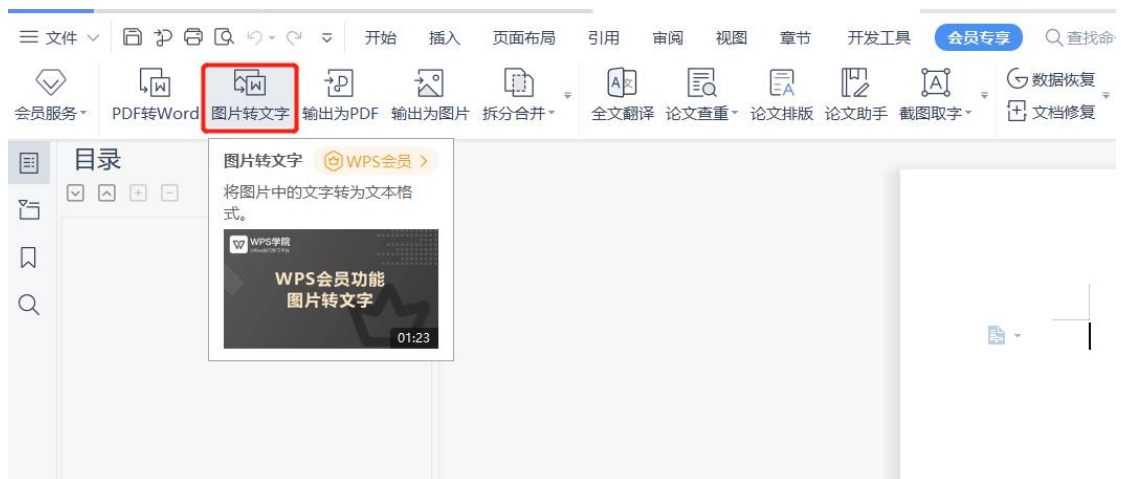 文件 开始 插入 页面布局 引用 审阅 视图 章节 开发工具 会员专享 查找命
会员服务 PDF转Word 图片转文字 输出为PDF 输出为图片 拆分合并 全文翻译 论文查重 论文排版 论文助手 截图取字 数据恢复
文档修复
目录
图片转文字 WPS会员 >
将图片中的文字转为文本格
式。
WPS学院
WPS会员功能
图片转文字
01:23